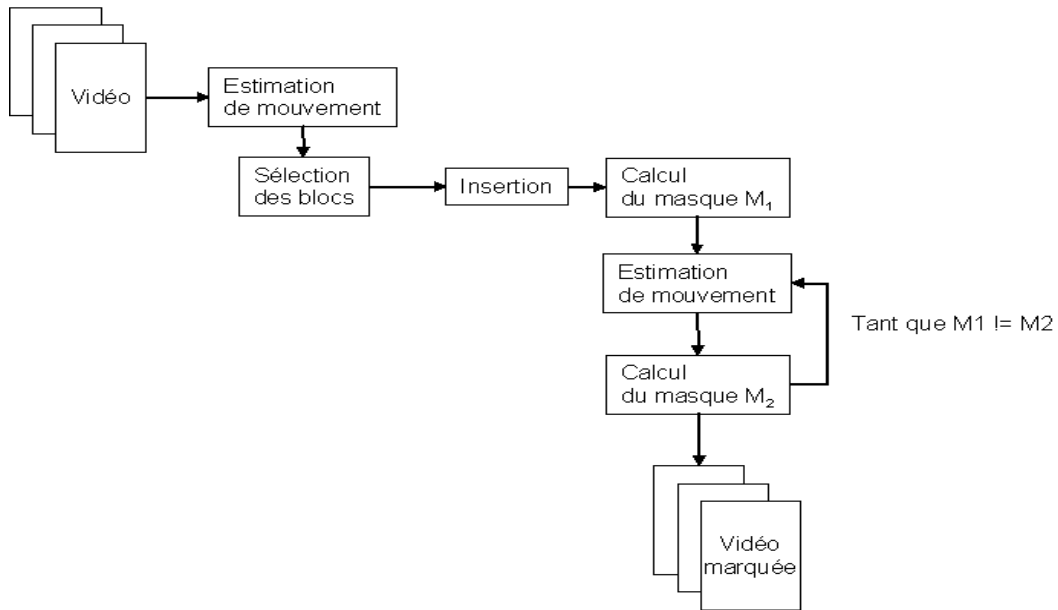 Vidéo
Estimation
de mouvement
Sélection
des blocs
Insertion
Calcul
du masque M₁
Estimation
de mouvement
Tant que M1 != M2
Calcul
du masque M₂
Vidéo
marquée